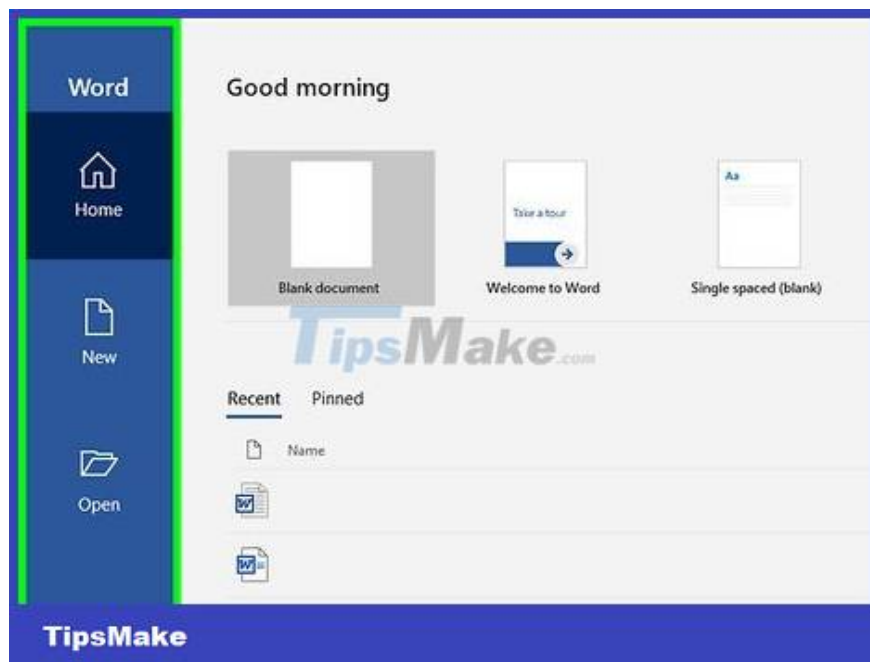 Word
Home
New
Open
Good morning
Take a tour
Aa
Blank document
Welcome to Word
Single spaced (blank)
TipsMake.com
Recent
Pinned
Name
W
W
TipsMake